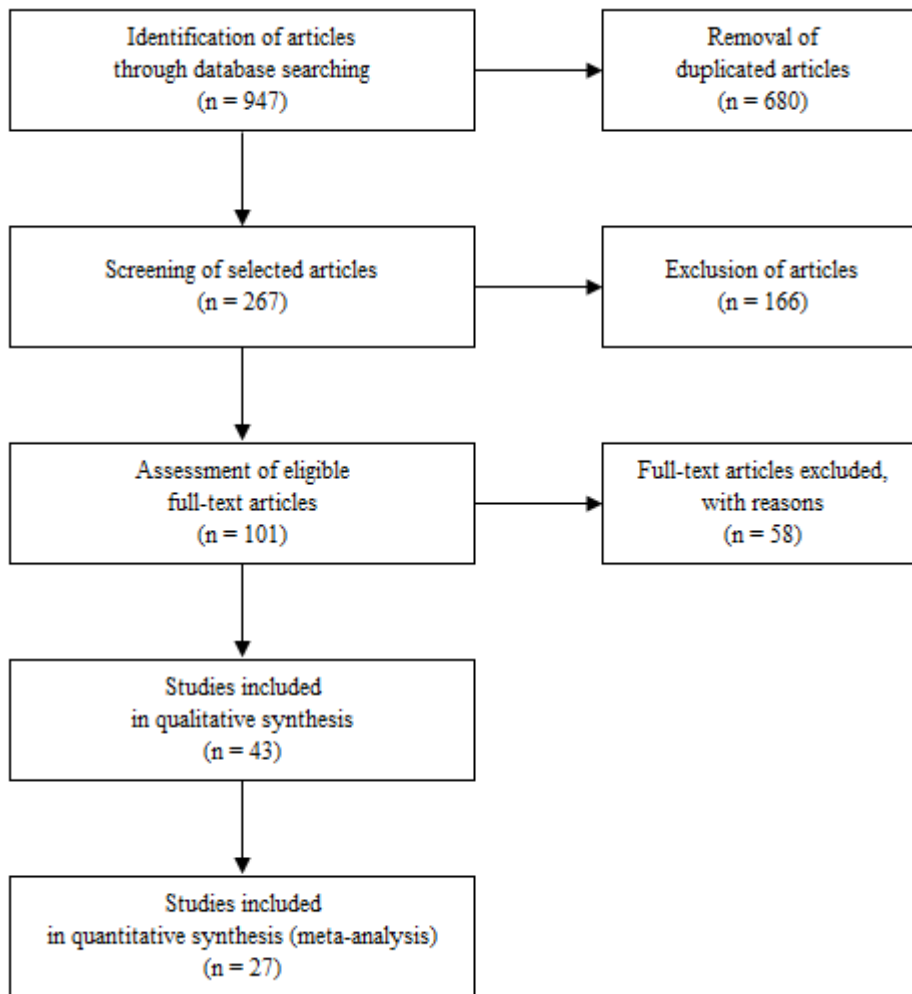 Identification of articles
through database searching
(n = 947)
Removal of
duplicated articles
(n = 680)
Screening of selected articles
(n = 267)
Exclusion of articles
(n = 166)
Assessment of eligible
full-text articles
(n = 101)
Full-text articles excluded,
with reasons
(n = 58)
Studies included
in qualitative synthesis
(n = 43)
Studies included
in quantitative synthesis (meta-analysis)
(n = 27)